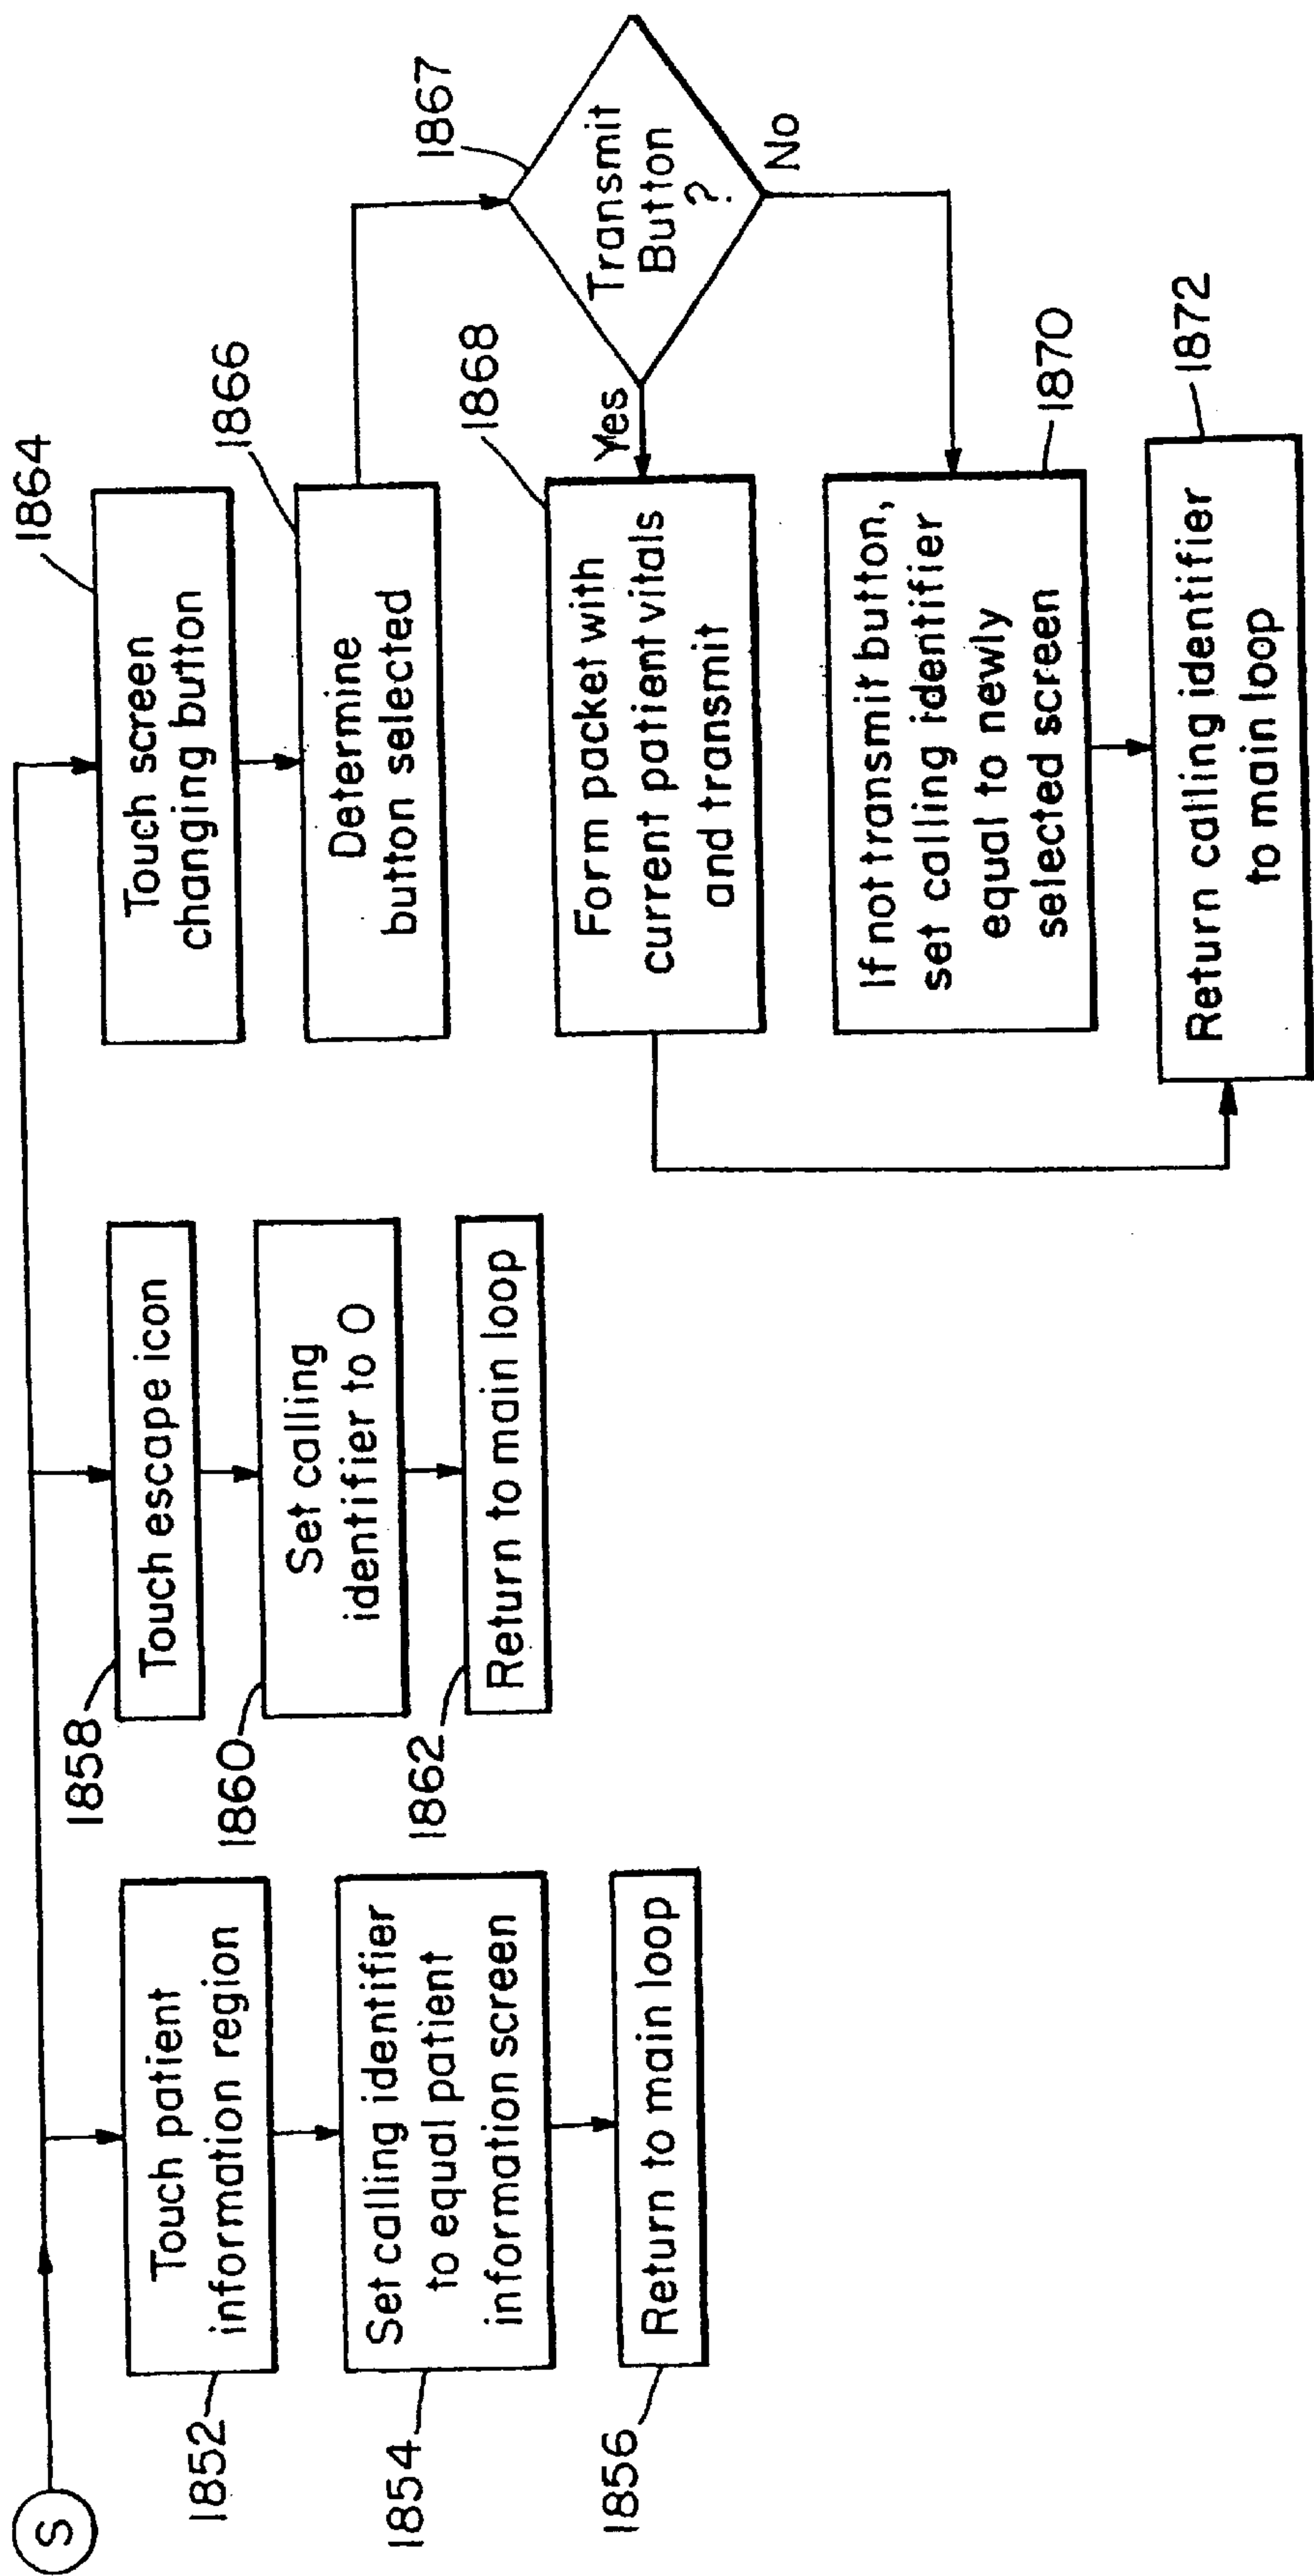 S
1852
Touch patient
information region
1854
Set calling identifier
to equal patient
information screen
1856
Return to main loop
1858
Touch escape icon
1860
Set calling
identifier to 0
1862
Return to main loop
1864
Touch screen
changing button
1866
Determine
button selected
1867
Transmit
Button
?
Yes
No
1868
Form packet with
current patient vitals
and transmit
1870
If not transmit button,
set calling identifier
equal to newly
selected screen
1872
Return calling identifier
to main loop